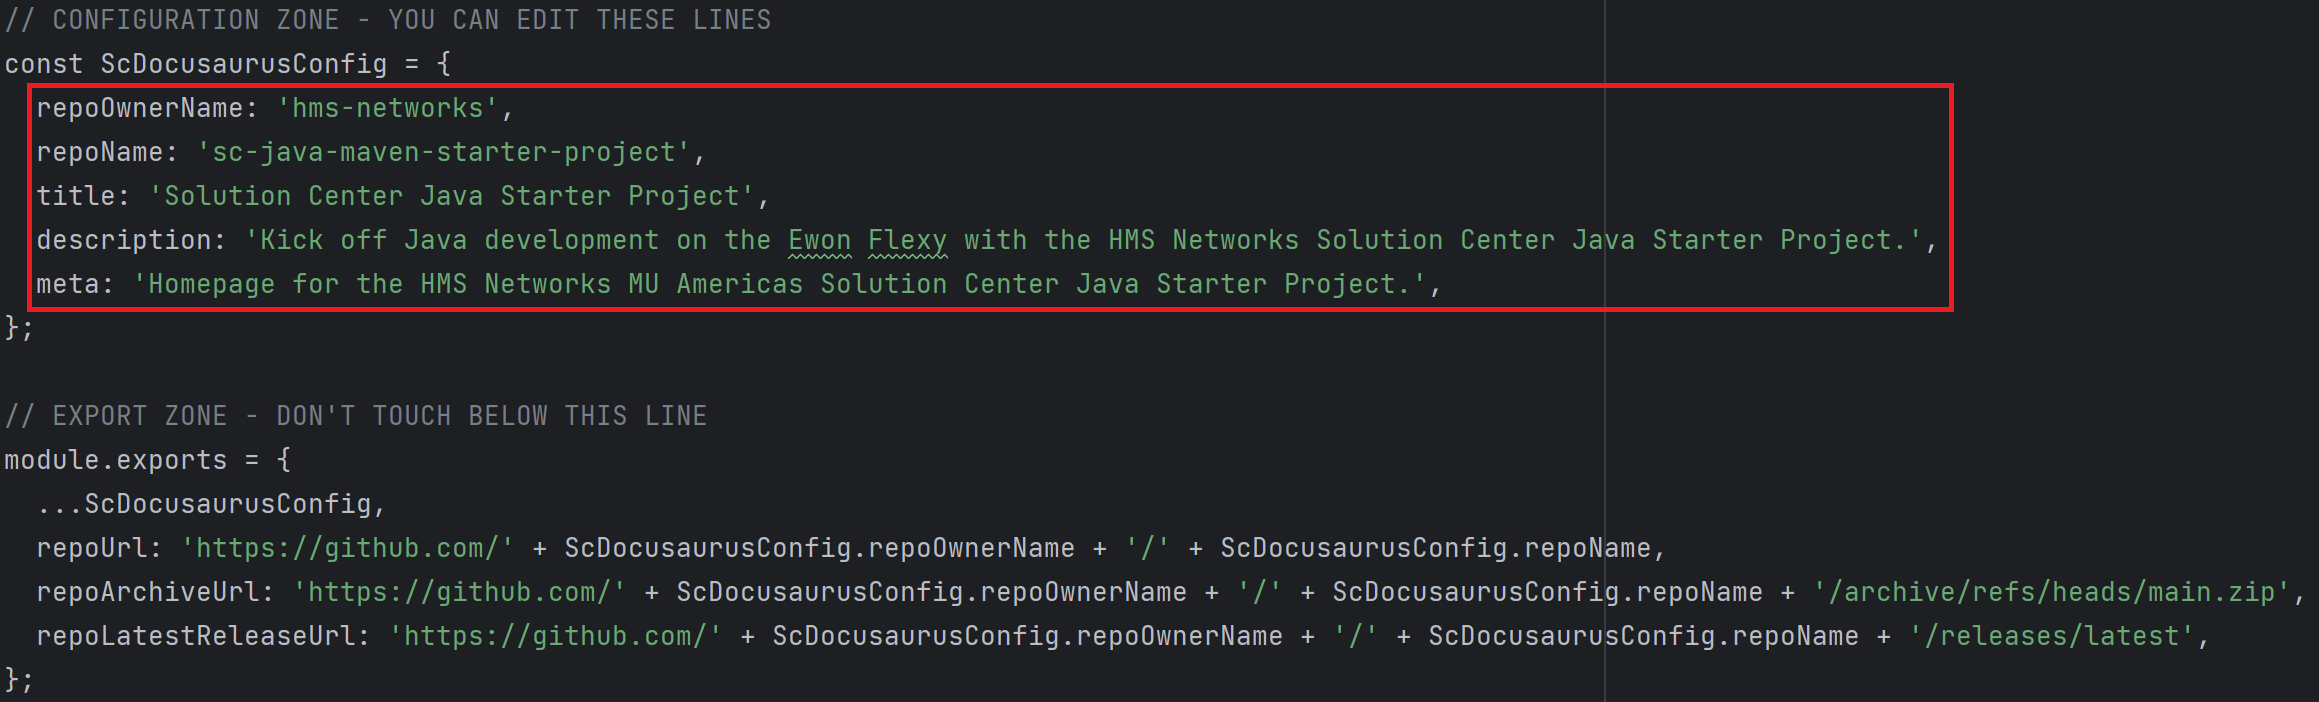 // CONFIGURATION ZONE - YOU CAN EDIT THESE LINES
const ScDocusaurusConfig = {
  repoOwnerName: 'hms-networks',
  repoName: 'sc-java-maven-starter-project',
  title: 'Solution Center Java Starter Project',
  description: 'Kick off Java development on the Ewon Flexy with the HMS Networks Solution Center Java Starter Project.',
  meta: 'Homepage for the HMS Networks MU Americas Solution Center Java Starter Project.',
};

// EXPORT ZONE - DON'T TOUCH BELOW THIS LINE
module.exports = {
  ...ScDocusaurusConfig,
  repoUrl: 'https://github.com/' + ScDocusaurusConfig.repoOwnerName + '/' + ScDocusaurusConfig.repoName,
  repoArchiveUrl: 'https://github.com/' + ScDocusaurusConfig.repoOwnerName + '/' + ScDocusaurusConfig.repoName + '/archive/refs/heads/main.zip',
  repoLatestReleaseUrl: 'https://github.com/' + ScDocusaurusConfig.repoOwnerName + '/' + ScDocusaurusConfig.repoName + '/releases/latest',
};